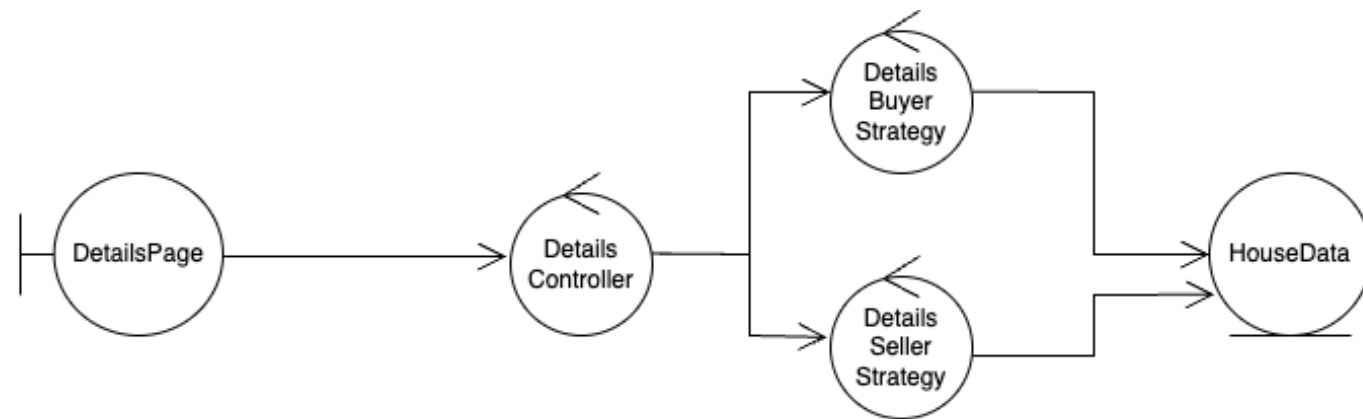 DetailsPage
Details
Controller
Details
Buyer
Strategy
Details
Seller
Strategy
HouseData